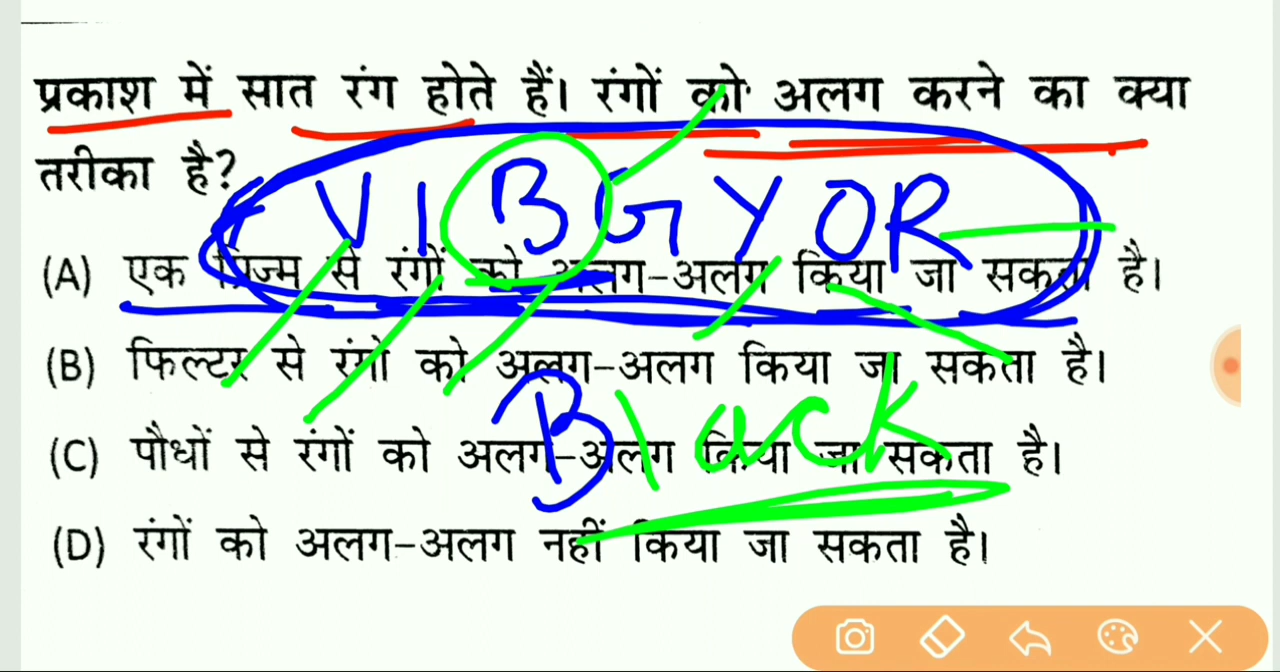 प्रकाश में सात रंग होते हैं। रंगों को अलग करने का क्या
तरीका है?
VIBGYOR
(A) एक प्रिज्म से रंगों को अलग-अलग किया जा सकता है।
(B) फिल्टर से रंगों को अलग-अलग किया जा सकता है।
Black
(C) पौधों से रंगों को अलग-अलग किया जा सकता है।
(D) रंगों को अलग-अलग नहीं किया जा सकता है।